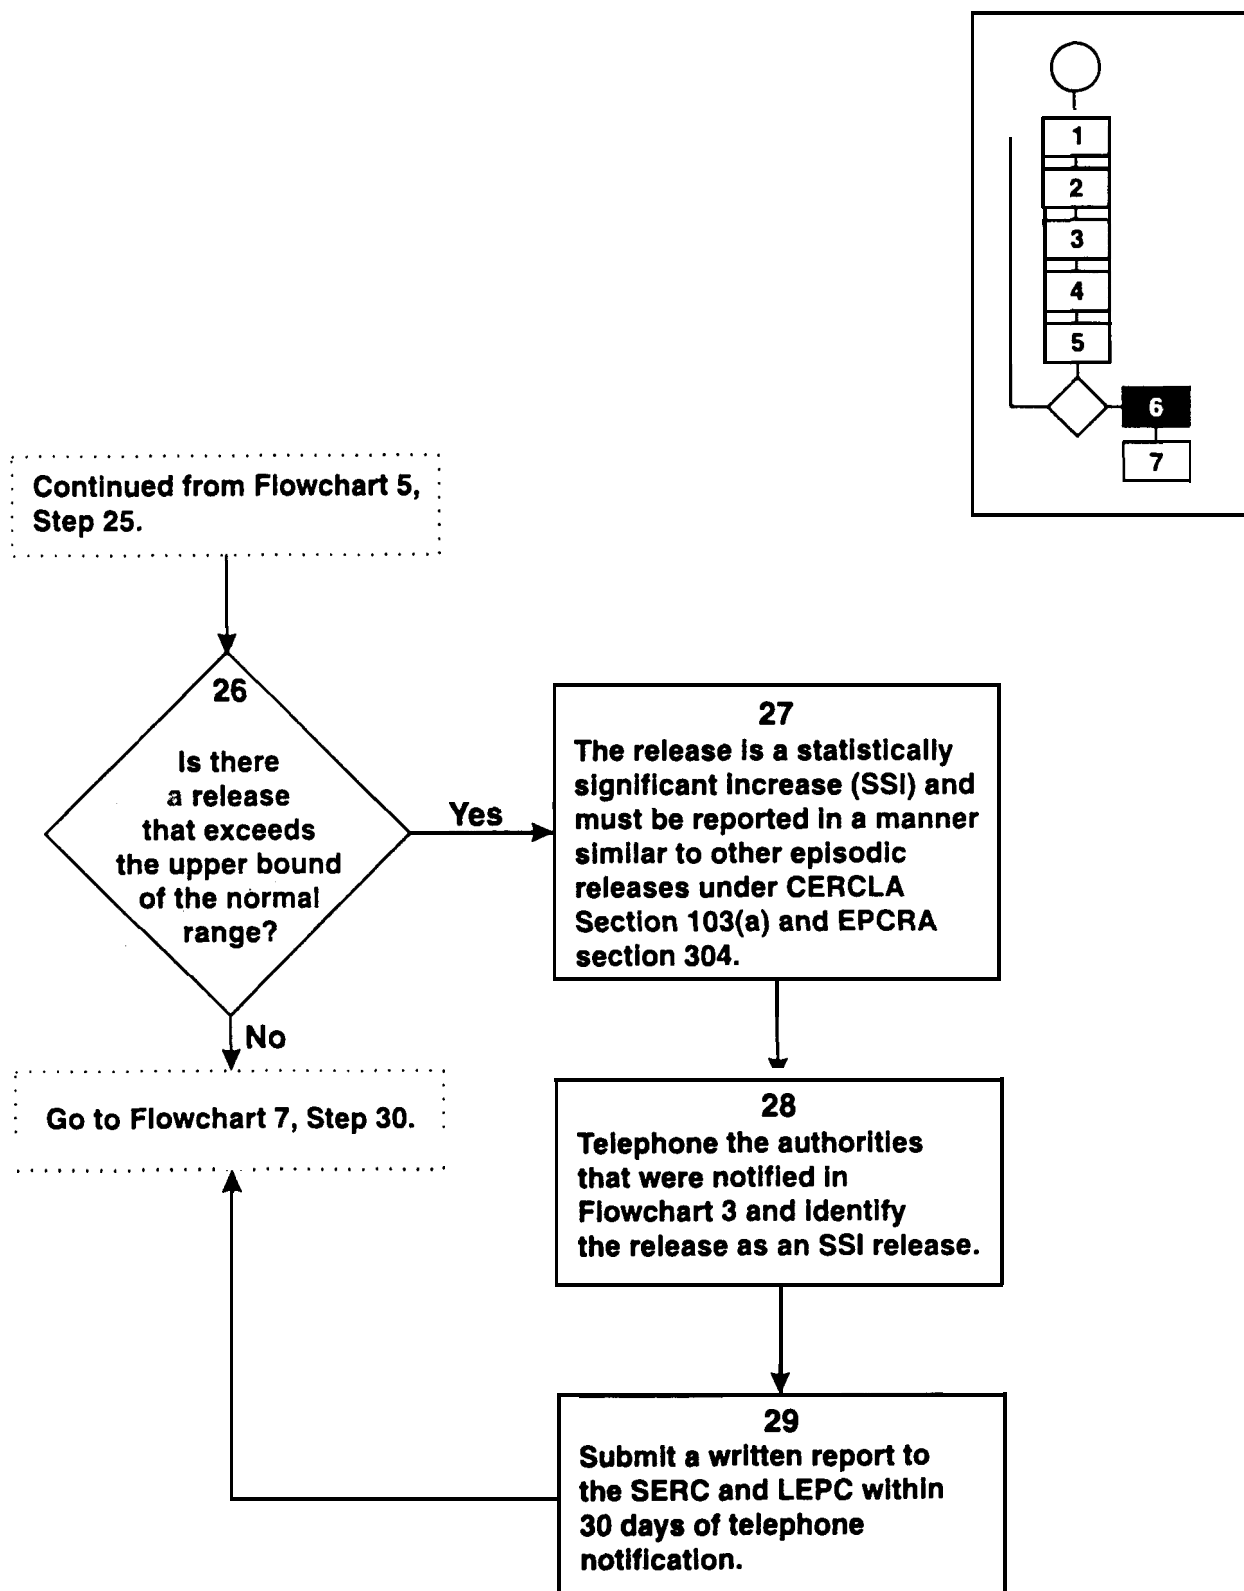 1
2
3
4
5
6
7
Continued from Flowchart 5,
Step 25.
26
Is there
a release
that exceeds
the upper bound
of the normal
range?
Yes
No
27
The release is a statistically
significant increase (SSI) and
must be reported in a manner
similar to other episodic
releases under CERCLA
Section 103(a) and EPCRA
section 304.
Go to Flowchart 7, Step 30.
28
Telephone the authorities
that were notified in
Flowchart 3 and identify
the release as an SSI release.
29
Submit a written report to
the SERC and LEPC within
30 days of telephone
notification.